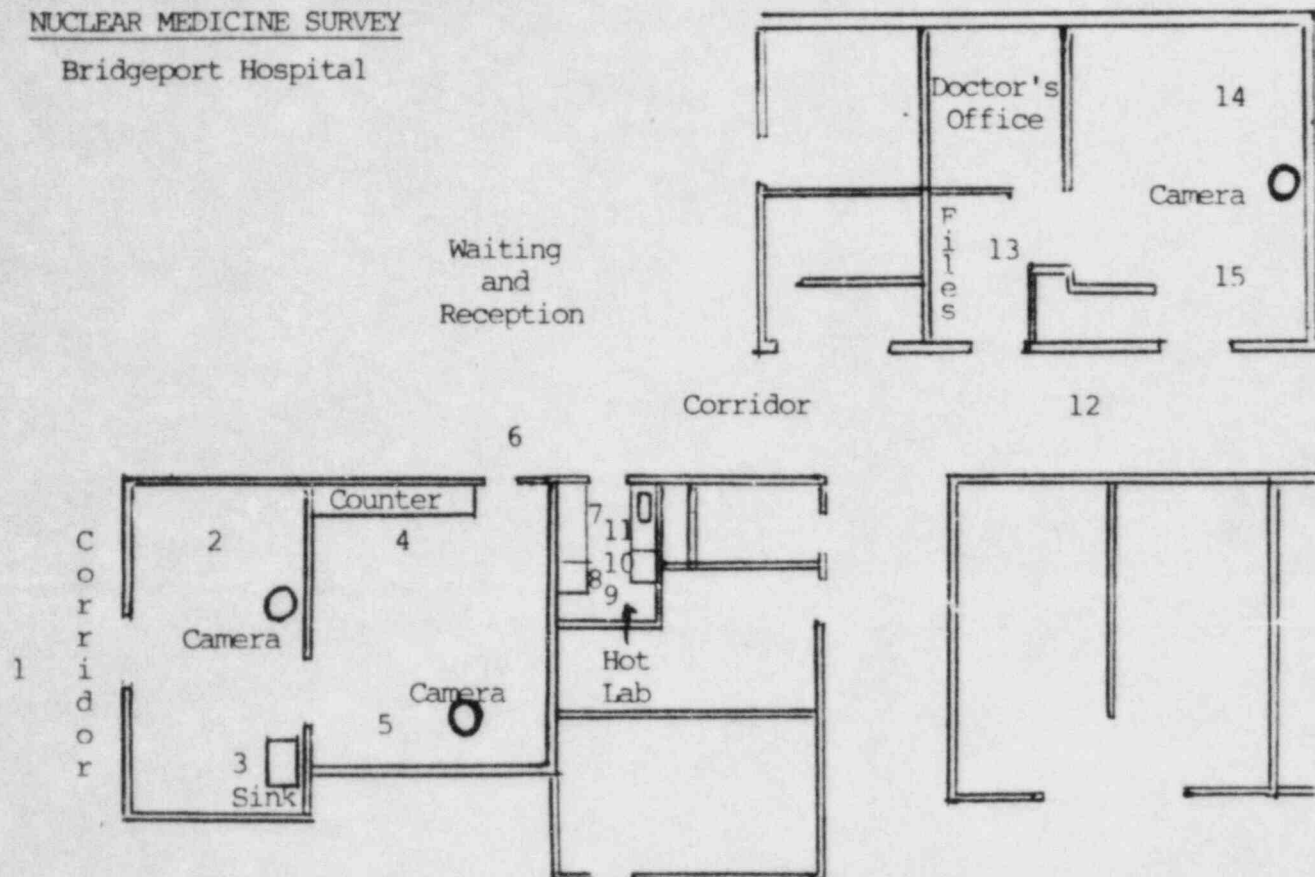 NUCLEAR MEDICINE SURVEY
Bridgeport Hospital
Doctor's
Office
14
Camera
Files
13
15
Waiting
and
Reception
Corridor
12
6
Counter
Corridor
2
4
7
11
10
8
9
Camera
1
Hot
Lab
Camera
5
3
Sink